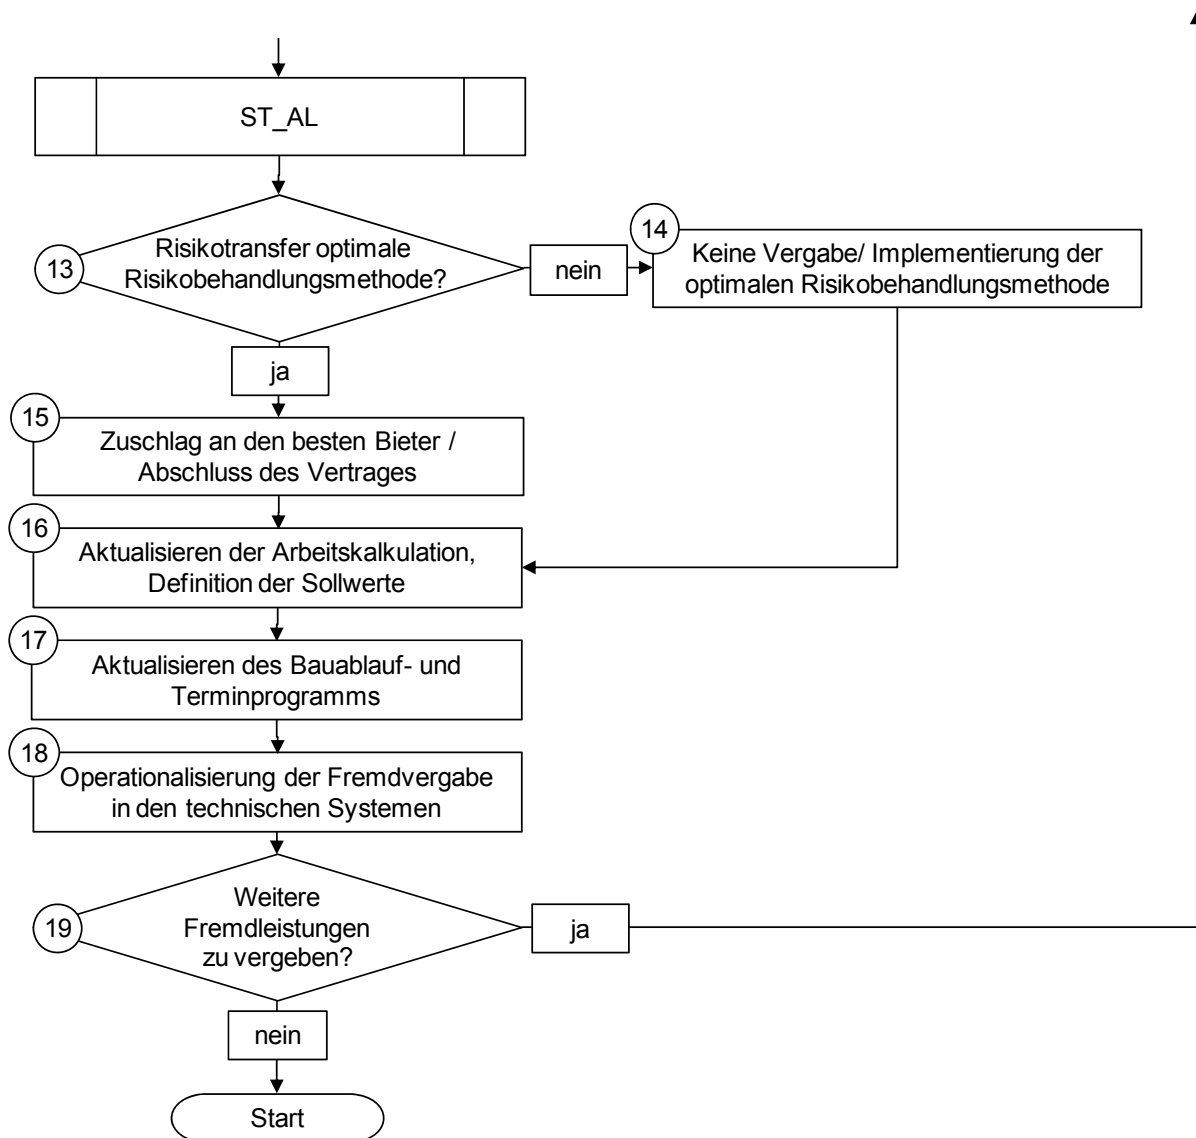 ST_AL
13
Risikotransfer optimale
Risikobehandlungsmethode?
nein
14
Keine Vergabe/ Implementierung der
optimalen Risikobehandlungsmethode
ja
15
Zuschlag an den besten Bieter /
Abschluss des Vertrages
16
Aktualisieren der Arbeitskalkulation,
Definition der Sollwerte
17
Aktualisieren des Bauablauf- und
Terminprogramms
18
Operationalisierung der Fremdvergabe
in den technischen Systemen
19
Weitere
Fremdleistungen
zu vergeben?
ja
nein
Start